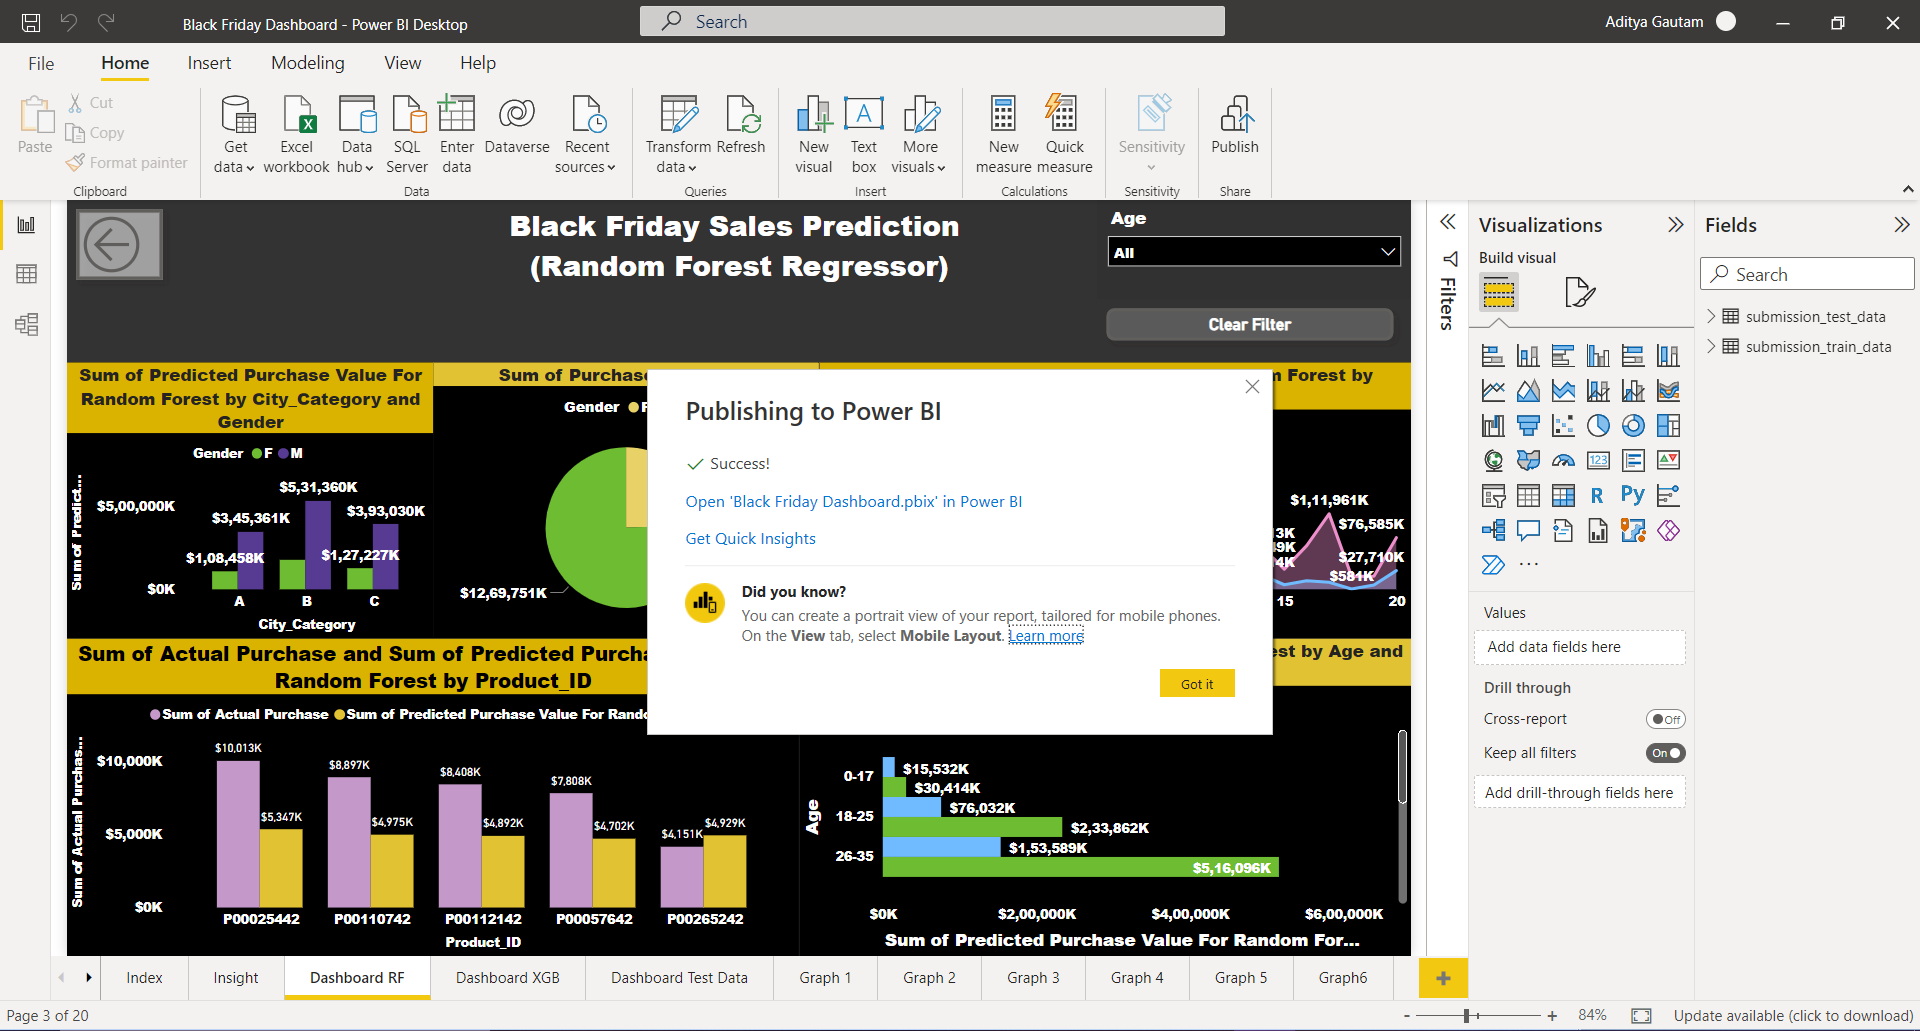 Black Friday Dashboard - Power BI Desktop
Search
Aditya Gautam
File Home Insert Modeling View Help
Paste
Cut
Copy
Format painter
Get data
Excel workbook
Data hub
SQL Server
Enter data
Dataverse
Recent sources
Transform data
Refresh
New visual
Text box
More visuals
New measure
Quick measure
Sensitivity
Publish
Clipboard
Data
Queries
Insert
Calculations
Sensitivity
Share
Black Friday Sales Prediction
(Random Forest Regressor)
Age
All
Clear Filter
Sum of Predicted Purchase Value For
Random Forest by City_Category and
Gender
Gender F M
Sum of Predict...
$5,00,000K
$0K
$1,08,458K
$3,45,361K
$5,31,360K
$1,27,227K
$3,93,030K
A B C
City_Category
Sum of Purchas
Gender F
$12,69,751K
Forest by
$1,11,961K
$76,585K
$27,710K
$581K
15 20
Publishing to Power BI
Success!
Open 'Black Friday Dashboard.pbix' in Power BI
Get Quick Insights
Did you know?
You can create a portrait view of your report, tailored for mobile phones.
On the View tab, select Mobile Layout. Learn more
Got it
Sum of Actual Purchase and Sum of Predicted Purch
Random Forest by Product_ID
Sum of Actual Purchase Sum of Predicted Purchase Value For Rand
Sum of Actual Purchas...
$10,000K
$5,000K
$0K
$10,013K
$5,347K
$8,897K
$4,975K
$8,408K
$4,892K
$7,808K
$4,702K
$4,151K
$4,929K
P00025442 P00110742 P00112142 P00057642 P00265242
Product_ID
est by Age and
Age
0-17
$15,532K
$30,414K
18-25
$76,032K
$2,33,862K
26-35
$1,53,589K
$5,16,096K
$0K $2,00,000K $4,00,000K $6,00,000K
Sum of Predicted Purchase Value For Random For...
Filters
Visualizations
Build visual
R
Py
123
Values
Add data fields here
Drill through
Cross-report
Off
Keep all filters
On
Add drill-through fields here
Fields
Search
submission_test_data
submission_train_data
Index Insight Dashboard RF Dashboard XGB Dashboard Test Data Graph 1 Graph 2 Graph 3 Graph 4 Graph 5 Graph6
Page 3 of 20
84%
Update available (click to download)